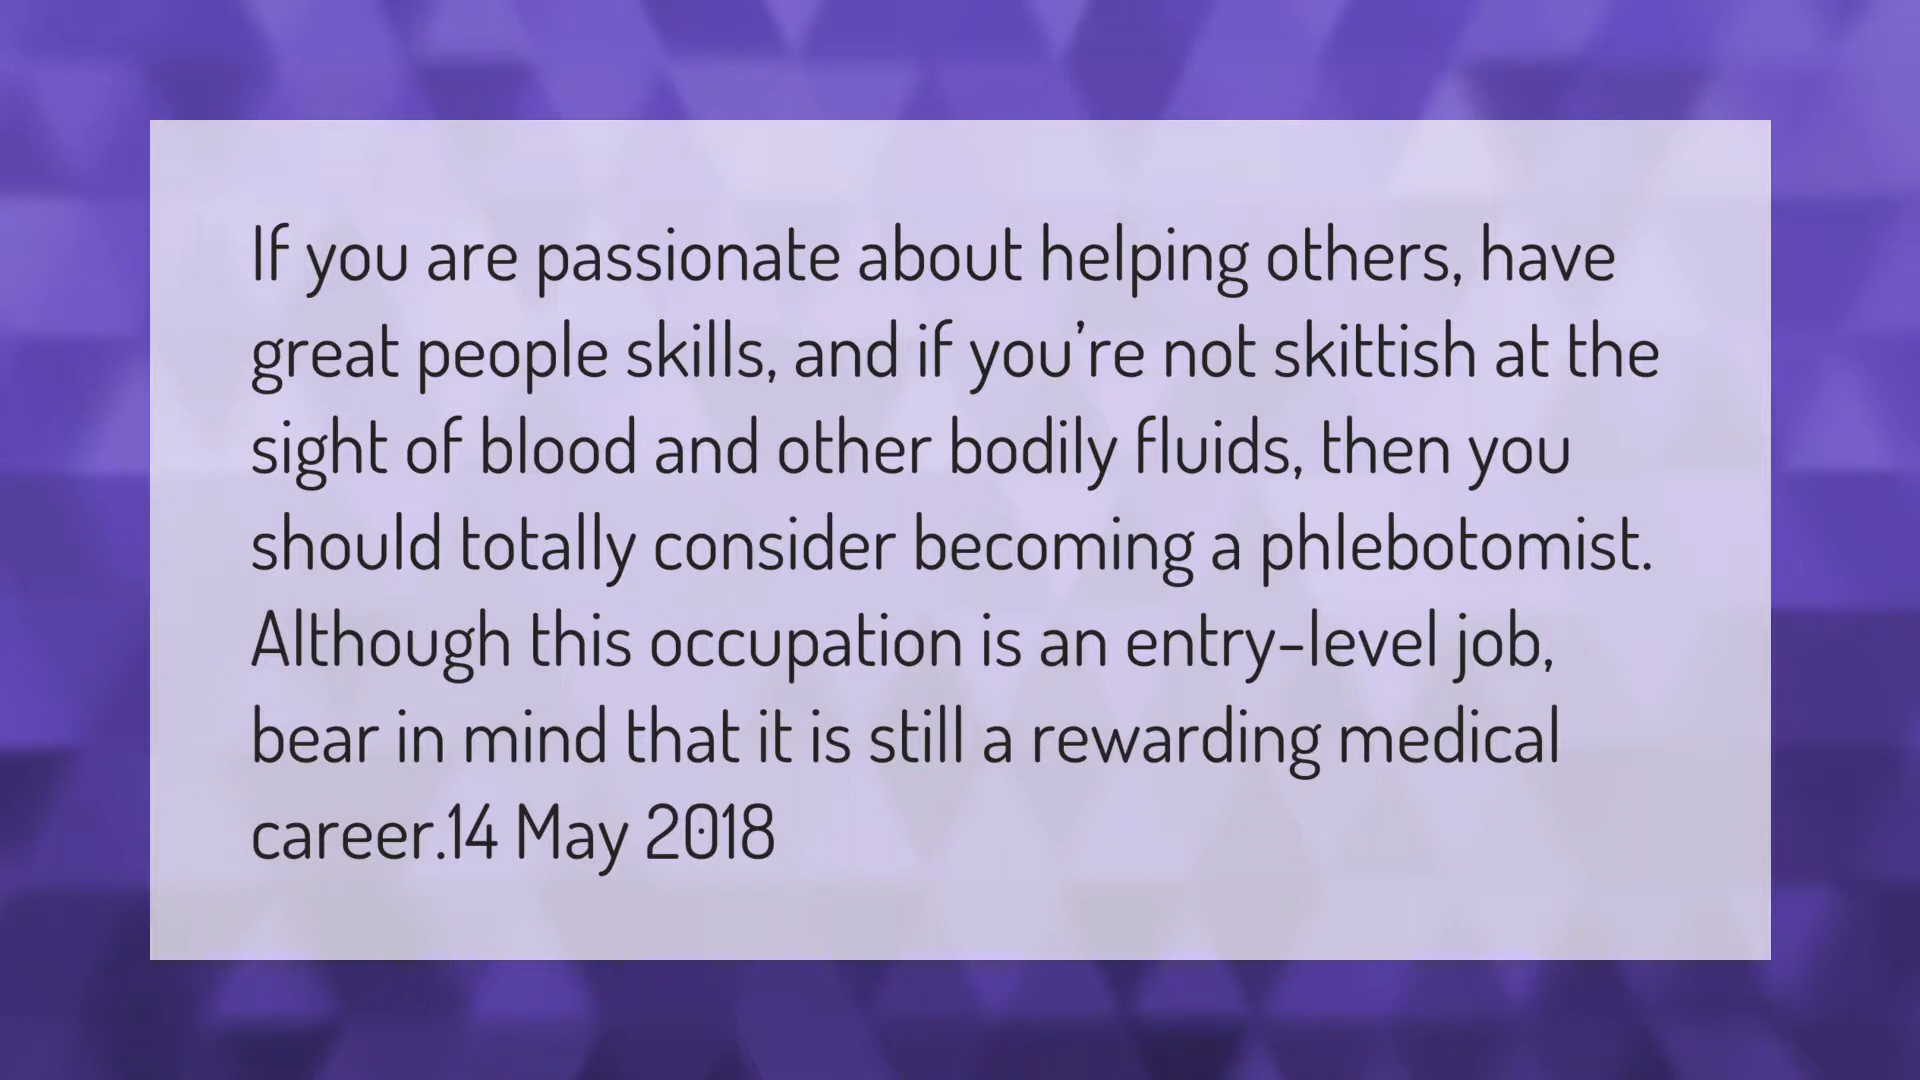 If you are passionate about helping others, have
great people skills, and if you’re not skittish at the
sight of blood and other bodily fluids, then you
should totally consider becoming a phlebotomist.
Although this occupation is an entry-level job,
bear in mind that it is still a rewarding medical
career.14 May 2018